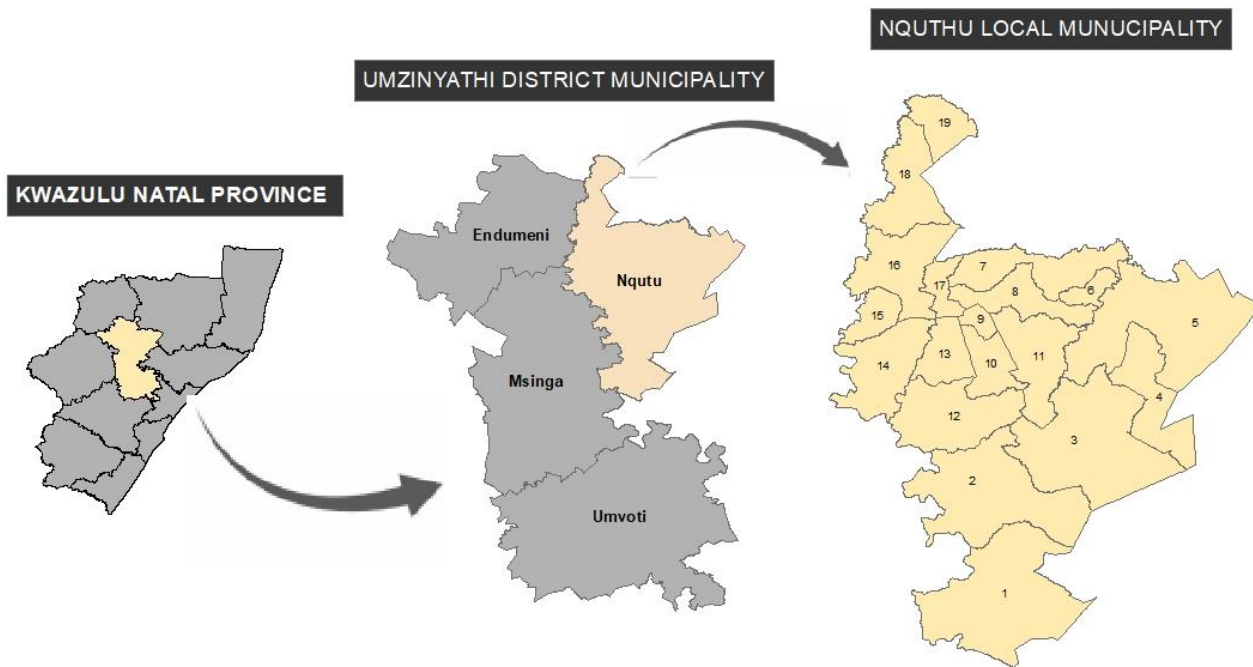 NQUTHU LOCAL MUNUCIPALITY
UMZINYATHI DISTRICT MUNICIPALITY
KWAZULU NATAL PROVINCE
Endumeni
Nqutu
Msinga
Umvoti
19
18
16
7
17
8
6
5
15
9
14
13
10
11
4
12
3
2
1